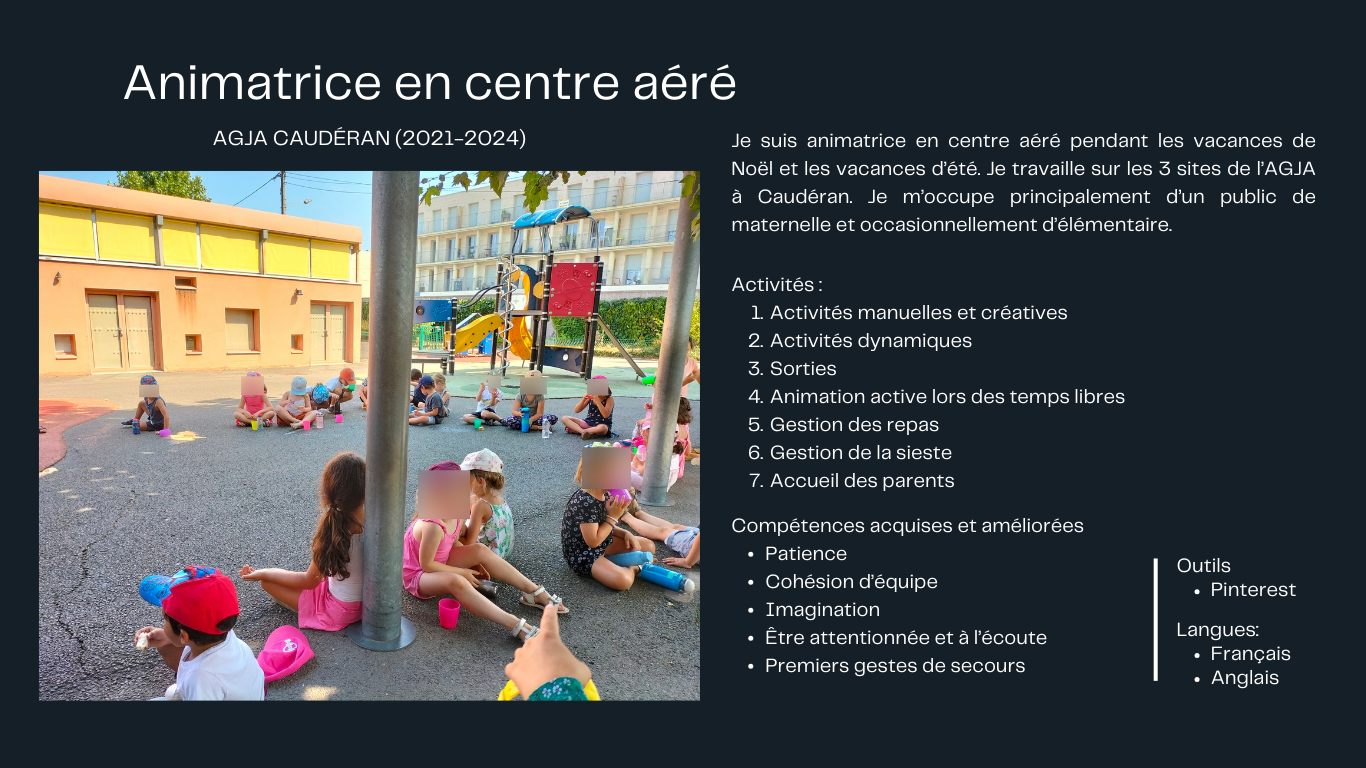 Animatrice en centre aéré
AGJA CAUDÉRAN (2021-2024)
Je suis animatrice en centre aéré pendant les vacances de
Noël et les vacances d'été. Je travaille sur les 3 sites de l'AGJA
à Caudéran. Je m'occupe principalement d'un public de
maternelle et occasionnellement d'élémentaire.
Activités :
1. Activités manuelles et créatives
2. Activités dynamiques
3. Sorties
4. Animation active lors des temps libres
5. Gestion des repas
6. Gestion de la sieste
7. Accueil des parents
Compétences acquises et améliorées
• Patience
• Cohésion d'équipe
• Imagination
• Être attentionnée et à l'écoute
• Premiers gestes de secours
Outils
• Pinterest
Langues:
• Français
• Anglais